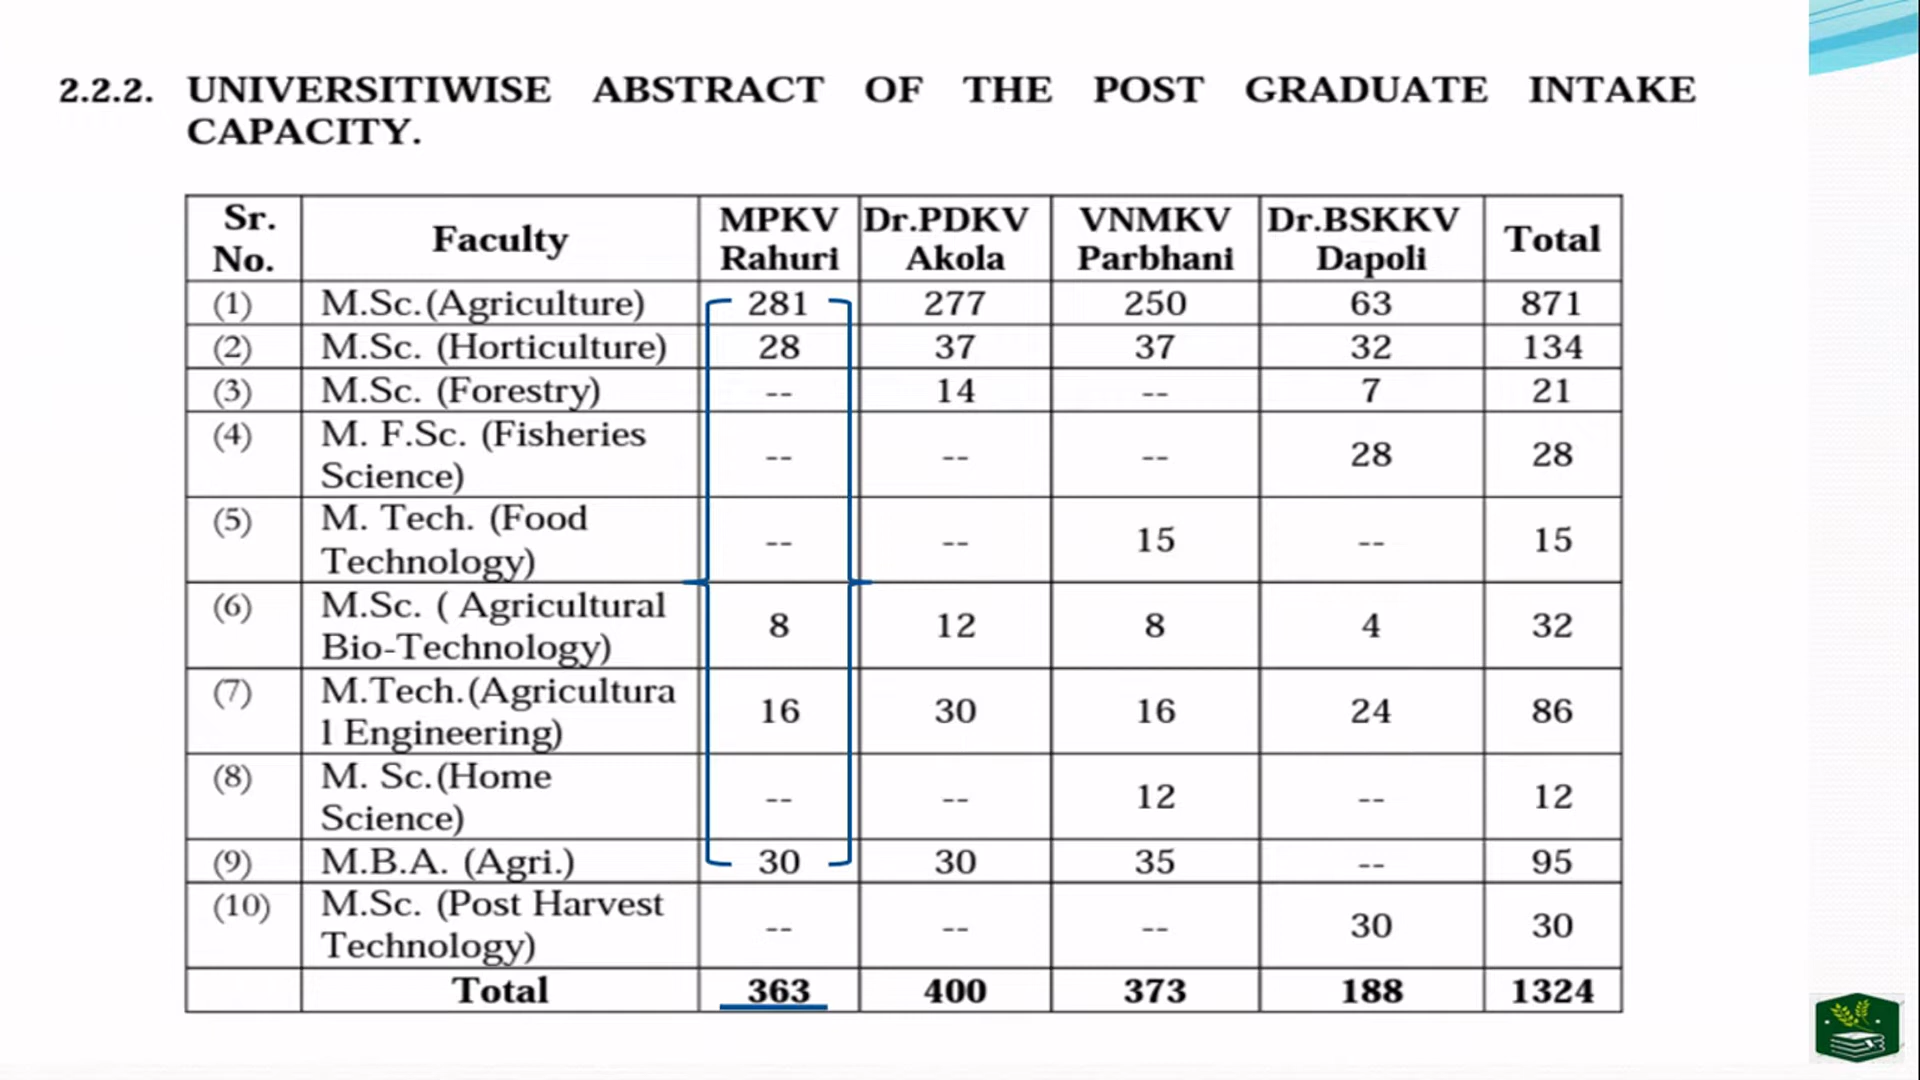 2.2.2. UNIVERSITIWISE ABSTRACT OF THE POST GRADUATE INTAKE
CAPACITY.
Sr. No. Faculty MPKV Rahuri Dr.PDKV Akola VNMKV Parbhani Dr.BSKKV Dapoli Total
(1) M.Sc.(Agriculture) 281 277 250 63 871
(2) M.Sc. (Horticulture) 28 37 37 32 134
(3) M.Sc. (Forestry) -- 14 -- 7 21
(4) M. F.Sc. (Fisheries
Science) -- -- -- 28 28
(5) M. Tech. (Food
Technology) -- -- 15 -- 15
(6) M.Sc. ( Agricultural
Bio-Technology) 8 12 8 4 32
(7) M.Tech.(Agricultura
l Engineering) 16 30 16 24 86
(8) M. Sc.(Home
Science) -- -- 12 -- 12
(9) M.B.A. (Agri.) 30 30 35 -- 95
(10) M.Sc. (Post Harvest
Technology) -- -- -- 30 30
Total 363 400 373 188 1324